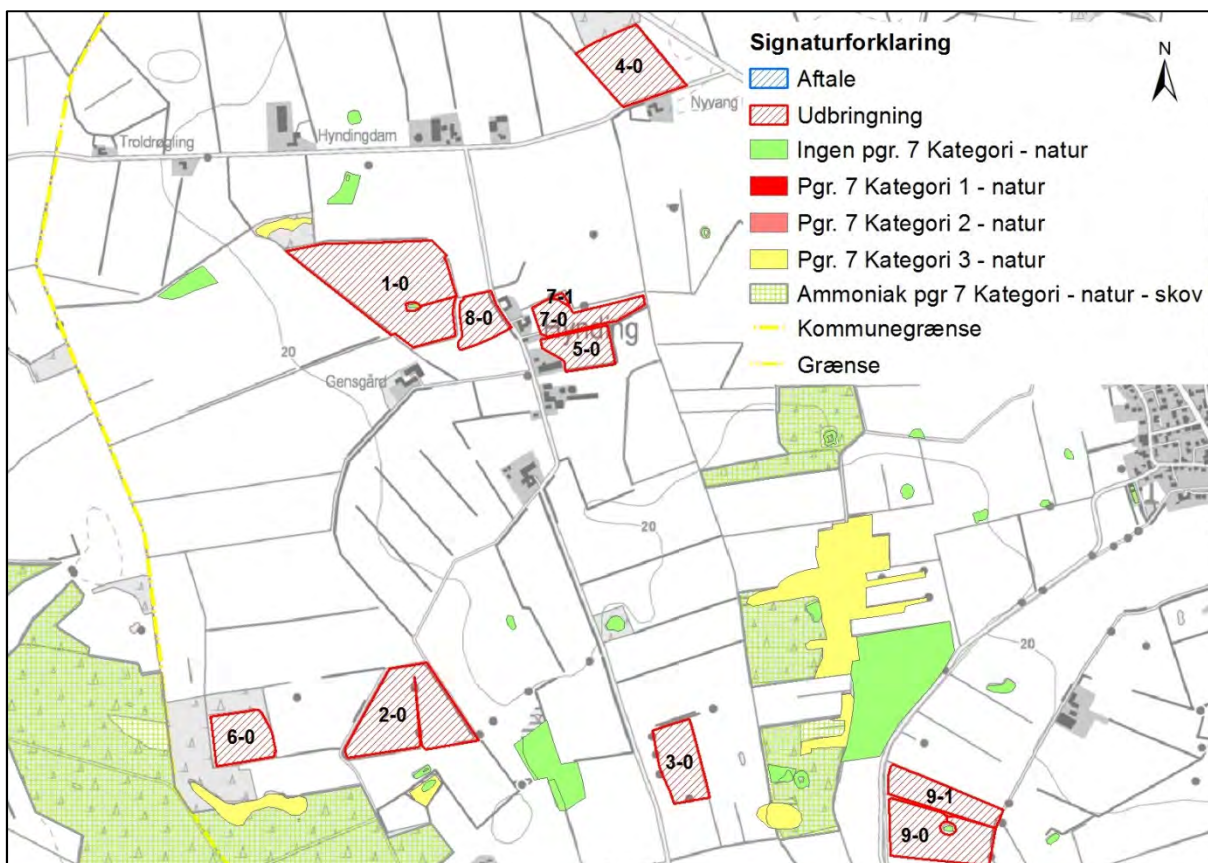 Signaturforklaring
Aftale
Udbringning
Ingen pgr. 7 Kategori - natur
Pgr. 7 Kategori 1 - natur
Pgr. 7 Kategori 2 - natur
Pgr. 7 Kategori 3 - natur
Ammoniak pgr 7 Kategori - natur - skov
Kommunegrænse
Grænse
N
4-0
Nyvang
Hyndingdam
Troldrøgling
1-0
7-1
8-0
7-0
Hynding
5-0
20
Gensgård
20
20
2-0
6-0
3-0
9-1
9-0